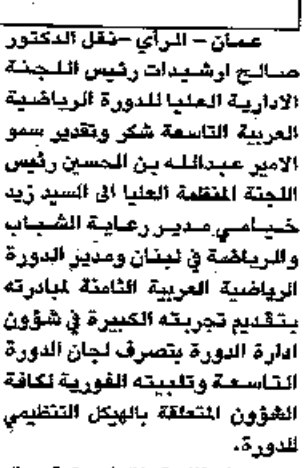 عمان - الرأي - نقل الدكتور
صالح ارشيدات رئيس اللجنة
الادارية العليا للدورة الرياضية
العربية التاسعة شكر وتقدير سمو
الامير عبدالله بن الحسين رئيس
اللجنة المنظمة العليا الى السيد زيد
خيامي مدير رعاية الشباب
والرياضة في لبنان ومدير الدورة
الرياضية العربية الثامنة لمبادرته
بتقديم تجربته الكبيرة في شؤون
ادارة الدورة بتصرف لجان الدورة
التاسعة وتلبيته الفورية لكافة
الشؤون المتعلقة بالهيكل التنظيمي
للدورة.